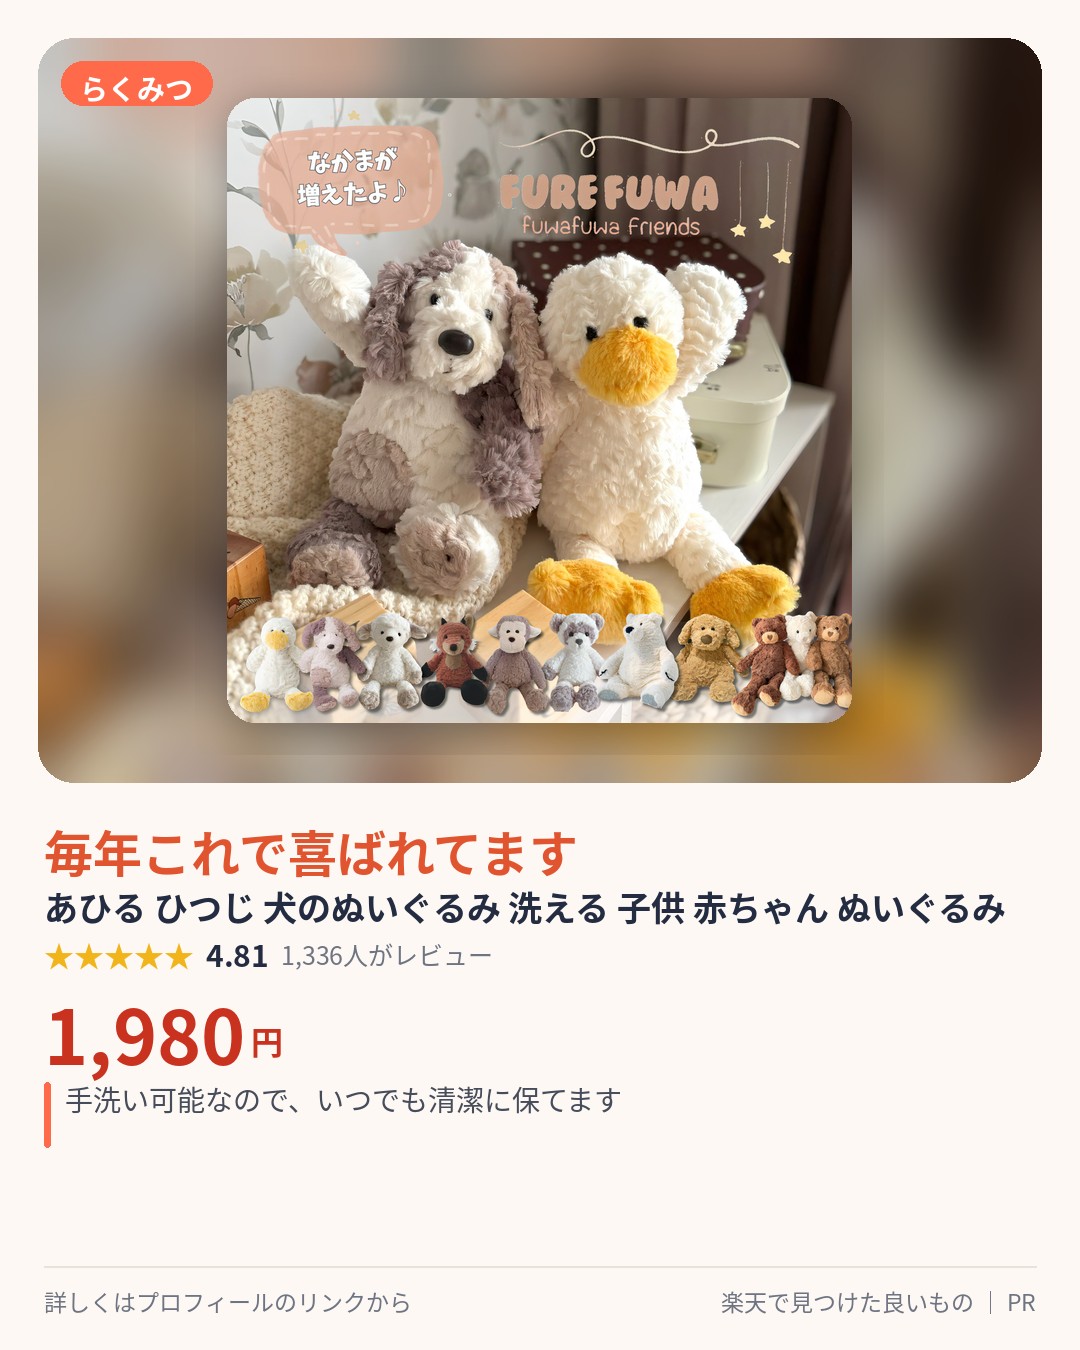 らくみつ
なかまが
増えたよ♪
FURE FUWA
fuwafuwa Friends
毎年これで喜ばれてます
あひる ひつじ 犬のぬいぐるみ 洗える 子供 赤ちゃん ぬいぐるみ
★★★★★ 4.81 1,336人がレビュー
1,980円
手洗い可能なので、いつでも清潔に保てます
詳しくはプロフィールのリンクから
楽天で見つけた良いもの | PR